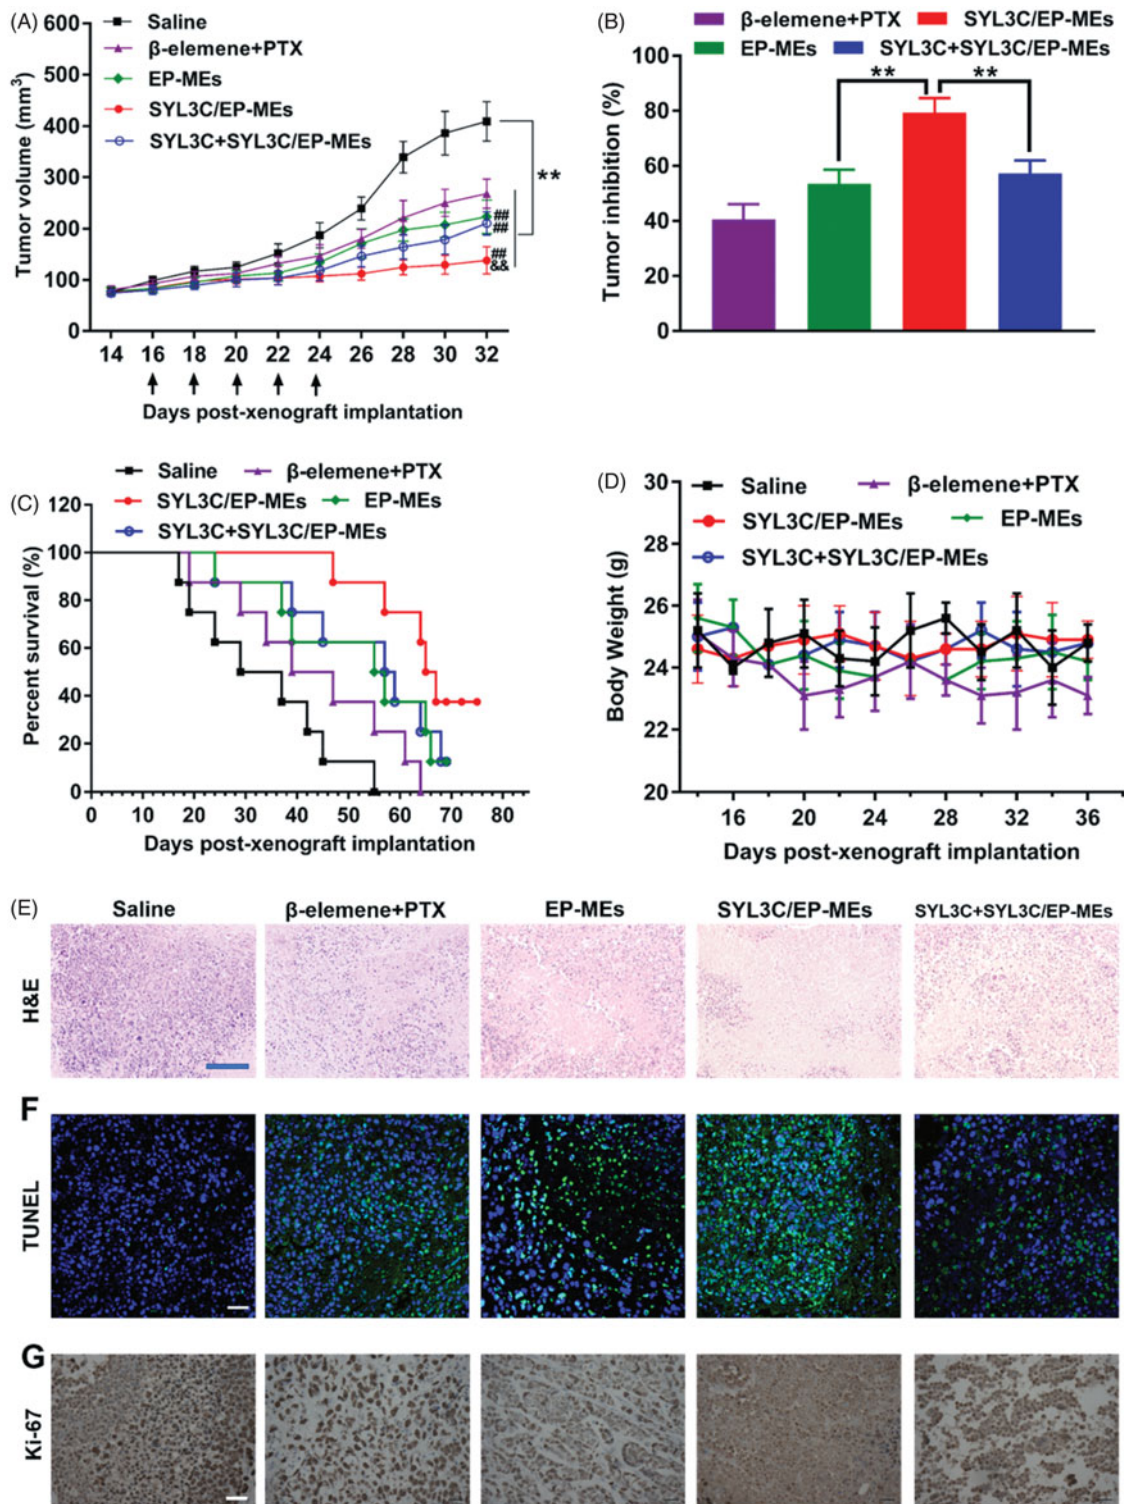 (A)
600
500
400
300
200
100
0
Tumor volume (mm³)
Saline
β-elemene+PTX
EP-MEs
SYL3C/EP-MEs
SYL3C+SYL3C/EP-MEs
**
##
##
##
&&
14 16 18 20 22 24 26 28 30 32
Days post-xenograft implantation
(B)
β-elemene+PTX SYL3C/EP-MEs
EP-MEs SYL3C+SYL3C/EP-MEs
100
80
60
40
20
0
Tumor inhibition (%)
** **
(C)
Saline β-elemene+PTX
SYL3C/EP-MEs EP-MEs
SYL3C+SYL3C/EP-MEs
120
100
80
60
40
20
0
Percent survival (%)
0 10 20 30 40 50 60 70 80
Days post-xenograft implantation
(D)
Saline β-elemene+PTX
SYL3C/EP-MEs EP-MEs
SYL3C+SYL3C/EP-MEs
30
28
26
24
22
20
Body Weight (g)
16 20 24 28 32 36
Days post-xenograft implantation
(E)
Saline β-elemene+PTX EP-MEs SYL3C/EP-MEs SYL3C+SYL3C/EP-MEs
H&E
F
TUNEL
G
Ki-67